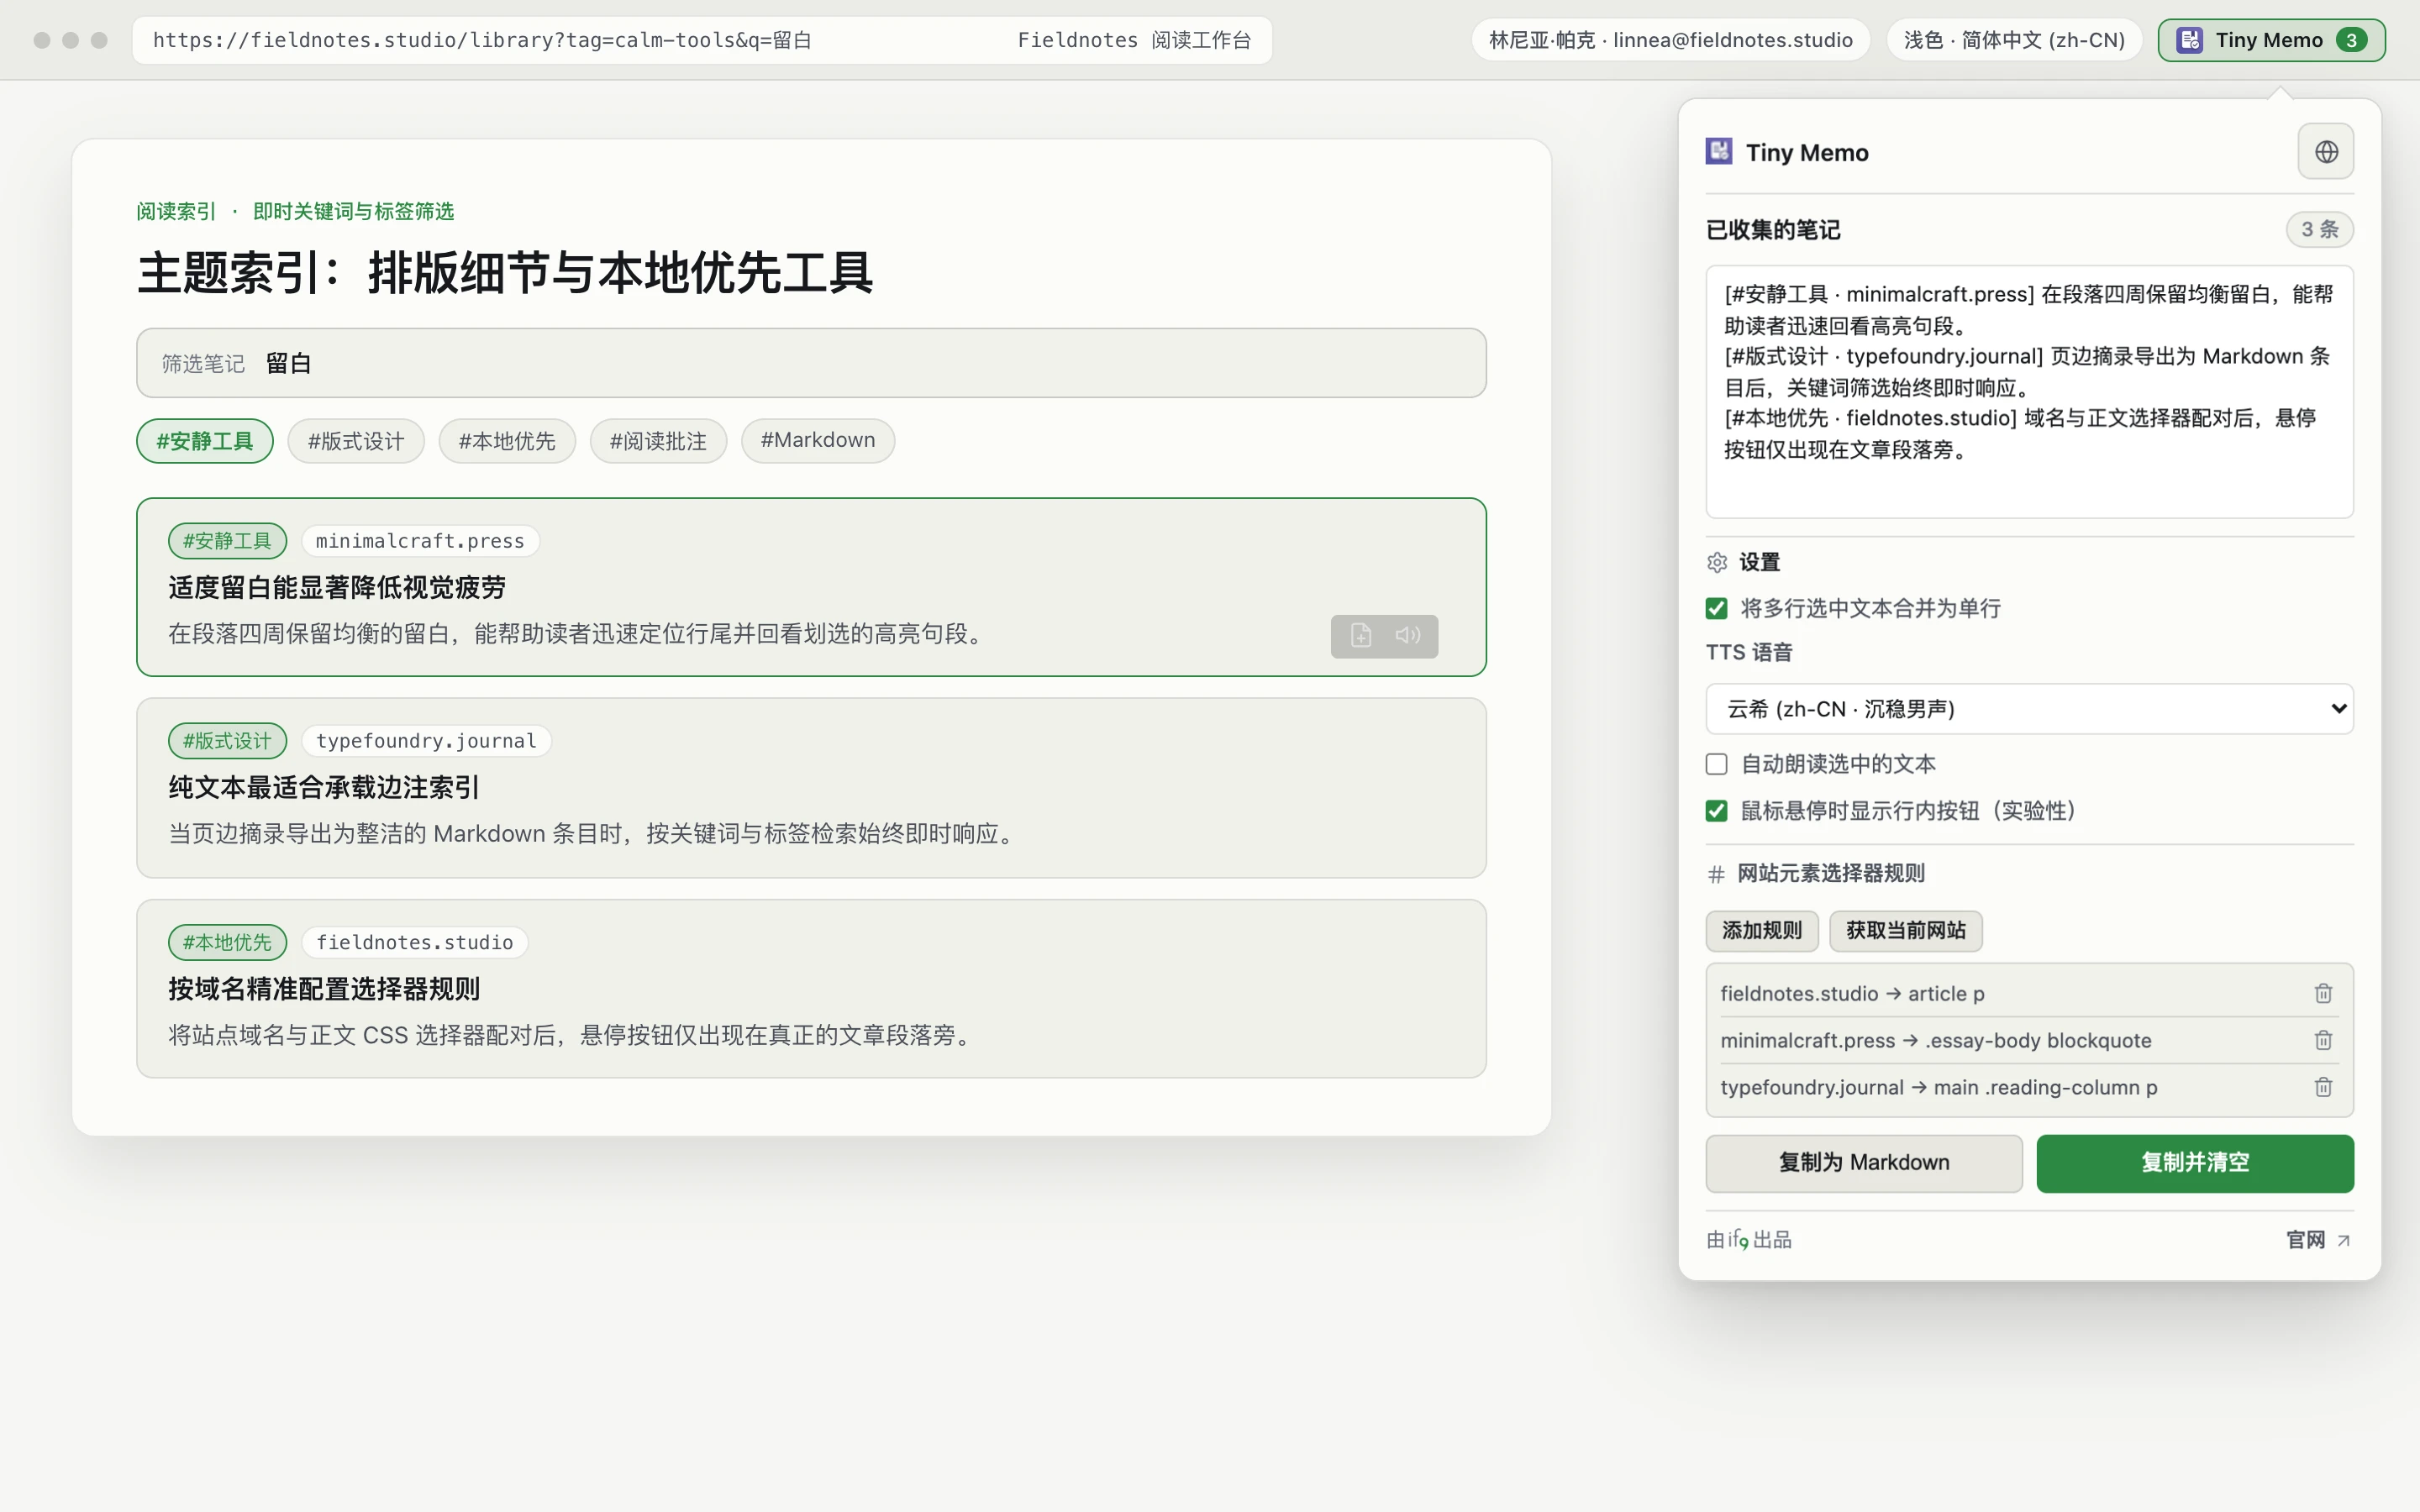 https://fieldnotes.studio/library?tag=calm-tools&q=留白
Fieldnotes 阅读工作台
林尼亚·帕克 · linnea@fieldnotes.studio
浅色 · 简体中文 (zh-CN)
Tiny Memo 3
阅读索引 · 即时关键词与标签筛选
主题索引：排版细节与本地优先工具
筛选笔记 留白
#安静工具 #版式设计 #本地优先 #阅读批注 #Markdown
#安静工具 minimalcraft.press
适度留白能显著降低视觉疲劳
在段落四周保留均衡的留白，能帮助读者迅速定位行尾并回看划选的高亮句段。
#版式设计 typefoundry.journal
纯文本最适合承载边注索引
当页边摘录导出为整洁的 Markdown 条目时，按关键词与标签检索始终即时响应。
#本地优先 fieldnotes.studio
按域名精准配置选择器规则
将站点域名与正文 CSS 选择器配对后，悬停按钮仅出现在真正的文章段落旁。
Tiny Memo
已收集的笔记 3 条
[#安静工具 · minimalcraft.press] 在段落四周保留均衡留白，能帮
助读者迅速回看高亮句段。
[#版式设计 · typefoundry.journal] 页边摘录导出为 Markdown 条
目后，关键词筛选始终即时响应。
[#本地优先 · fieldnotes.studio] 域名与正文选择器配对后，悬停
按钮仅出现在文章段落旁。
设置
将多行选中文本合并为单行
TTS 语音
云希 (zh-CN · 沉稳男声)
自动朗读选中的文本
鼠标悬停时显示行内按钮（实验性）
网站元素选择器规则
添加规则 获取当前网站
fieldnotes.studio → article p
minimalcraft.press → .essay-body blockquote
typefoundry.journal → main .reading-column p
复制为 Markdown 复制并清空
由 if9 出品 官网